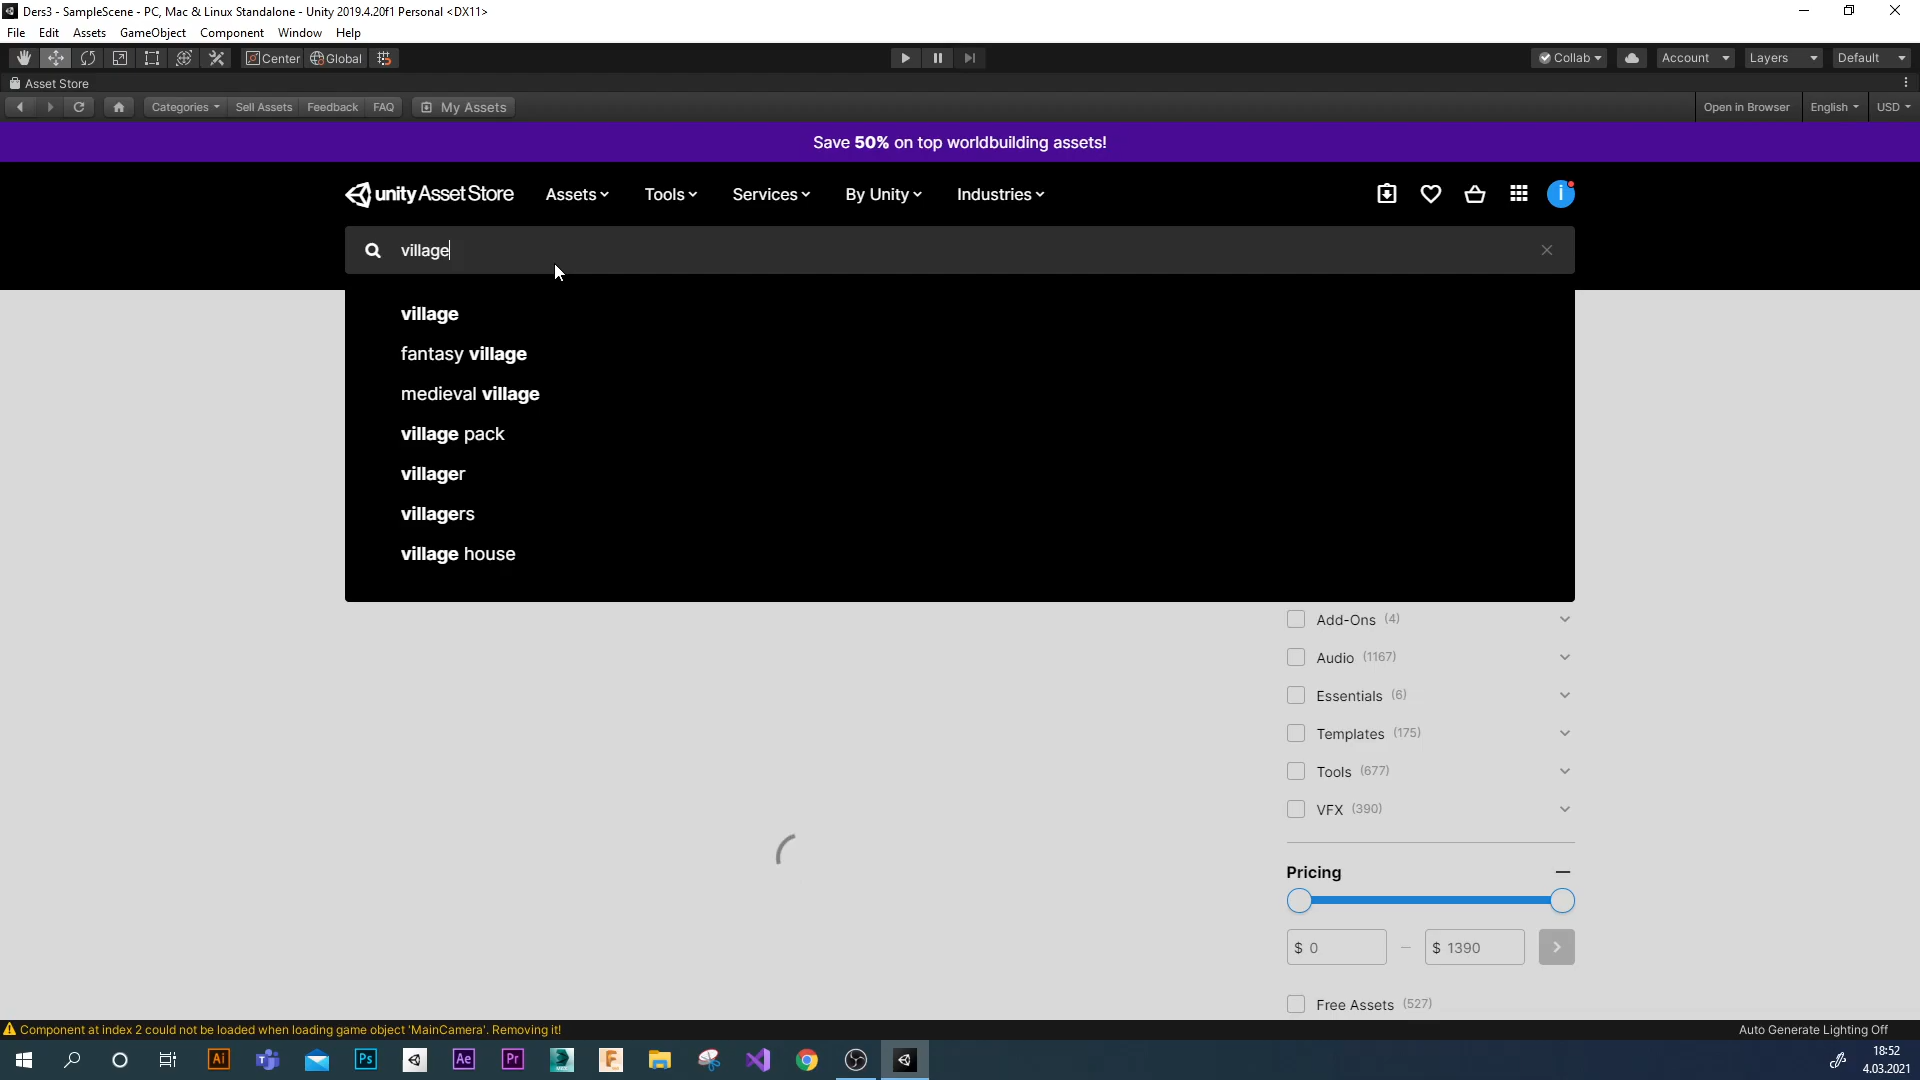 Ders3 - SampleScene - PC, Mac & Linux Standalone - Unity 2019.4.20f1 Personal <DX11>
File Edit Assets GameObject Component Window Help
Center Global Collab Account Layers Default
Asset Store
Categories Sell Assets Feedback FAQ My Assets Open in Browser English USD
Save 50% on top worldbuilding assets!
unity Asset Store Assets Tools Services By Unity Industries i
village
village
fantasy village
medieval village
village pack
villager
villagers
village house
Add-Ons (4)
Audio (1167)
Essentials (6)
Templates (175)
Tools (677)
VFX (390)
Pricing
$ 0 – $ 1390
Free Assets (527)
Component at index 2 could not be loaded when loading game object 'MainCamera'. Removing it!
Auto Generate Lighting Off
Ai Ps Ae Pr 18:52
4.03.2021